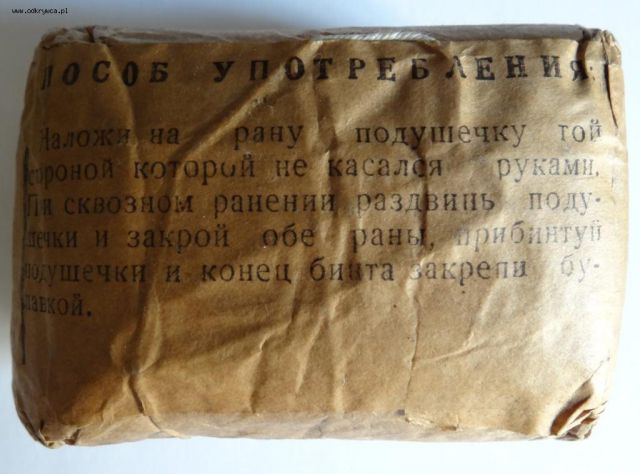 www.odkrywca.pl
ПОСОБ УПОТРЕБЛЕНИЯ:
Наложи на рану подушечку той
стороной которой не касался руками.
При сквозном ранении раздвинь поду-
шечки и закрой обе раны, прибинтуй
подушечки и конец бинта закрепи бу-
лавкой.